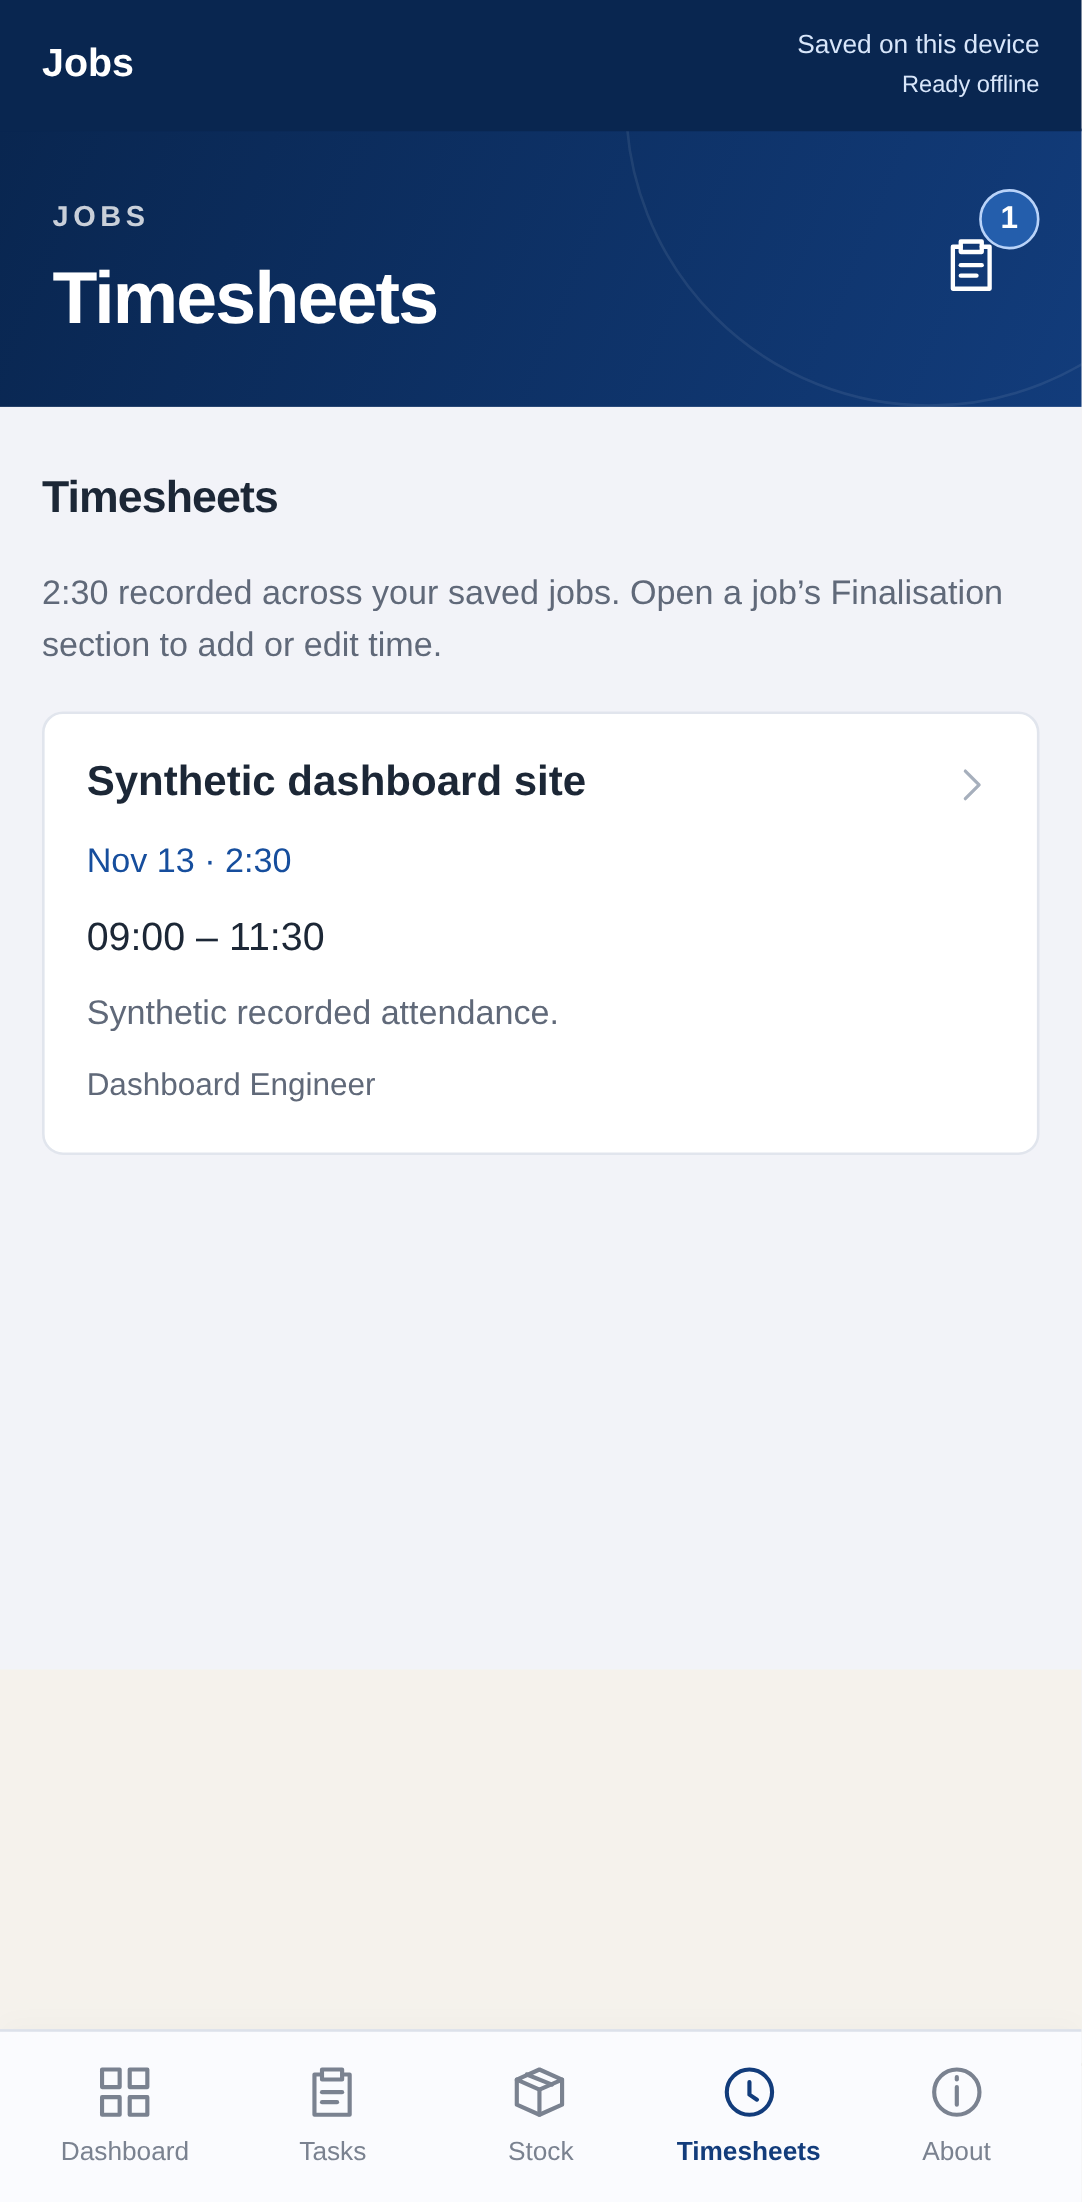 Jobs
Saved on this device
Ready offline
JOBS
1
Timesheets
Timesheets
2:30 recorded across your saved jobs. Open a job’s Finalisation
section to add or edit time.
Synthetic dashboard site
Nov 13 · 2:30
09:00 – 11:30
Synthetic recorded attendance.
Dashboard Engineer
Dashboard
Tasks
Stock
Timesheets
About